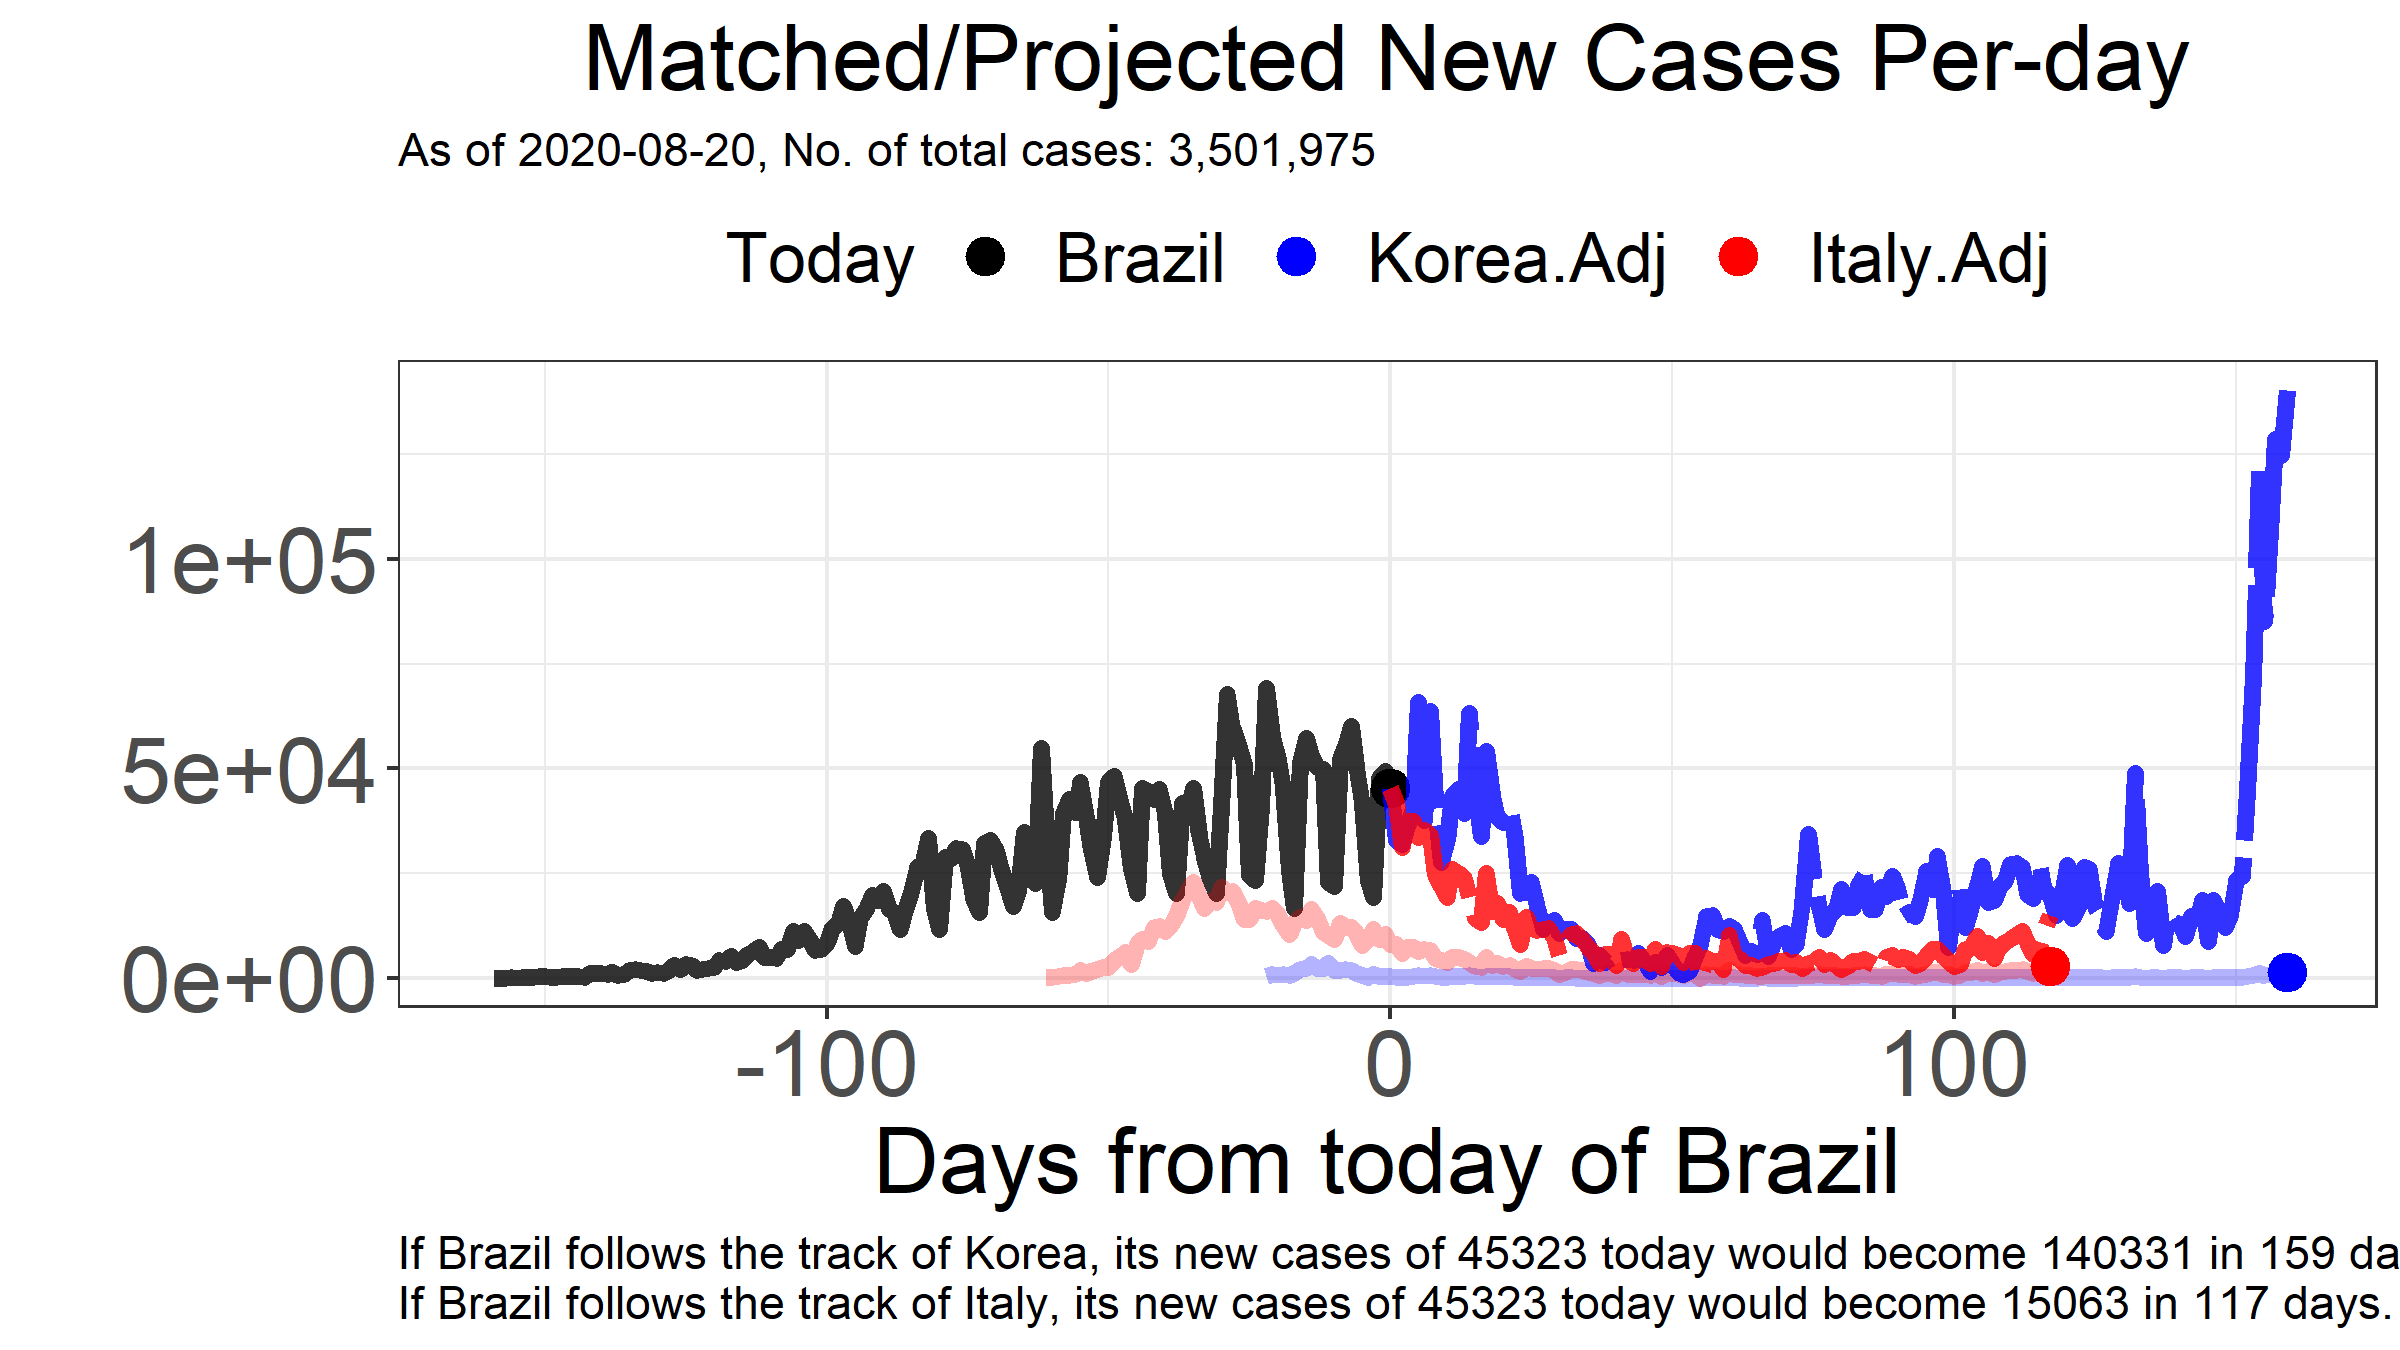 Matched/Projected New Cases Per-day
As of 2020-08-20, No. of total cases: 3,501,975
Today Brazil Korea.Adj Italy.Adj
1e+05
5e+04
0e+00
-100 0 100
Days from today of Brazil
If Brazil follows the track of Korea, its new cases of 45323 today would become 140331 in 159 da
If Brazil follows the track of Italy, its new cases of 45323 today would become 15063 in 117 days.